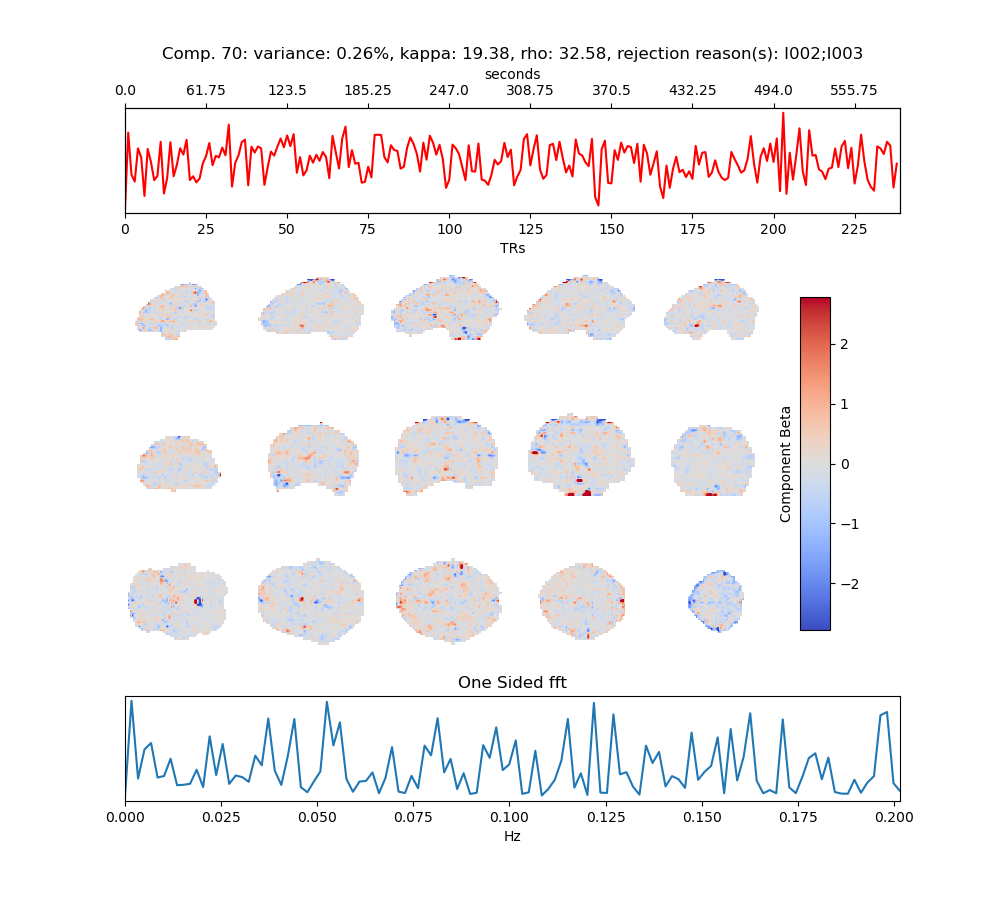 Comp. 70: variance: 0.26%, kappa: 19.38, rho: 32.58, rejection reason(s): I002;I003
seconds
0.0 61.75 123.5 185.25 247.0 308.75 370.5 432.25 494.0 555.75
0 25 50 75 100 125 150 175 200 225
TRs
2
1
0
−1
−2
Component Beta
One Sided fft
0.000 0.025 0.050 0.075 0.100 0.125 0.150 0.175 0.200
Hz